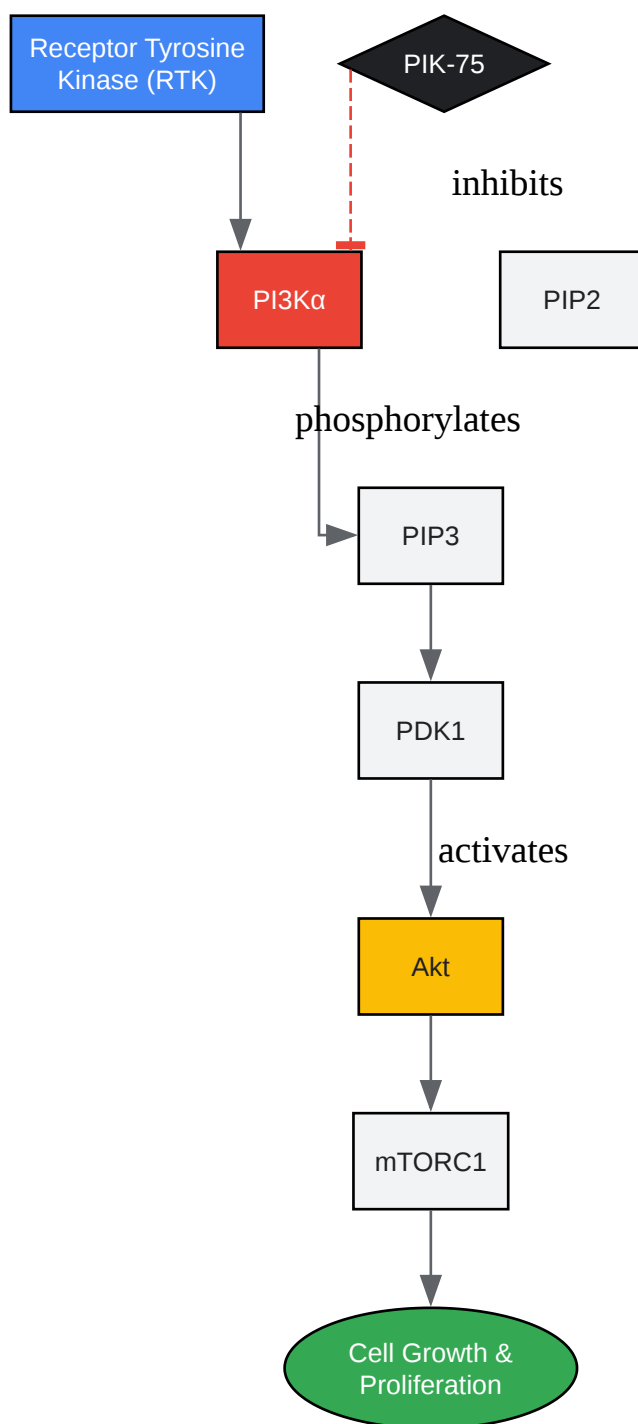 Receptor Tyrosine
Kinase (RTK)
PIK-75
inhibits
PI3Kα
PIP2
phosphorylates
PIP3
PDK1
activates
Akt
mTORC1
Cell Growth &
Proliferation